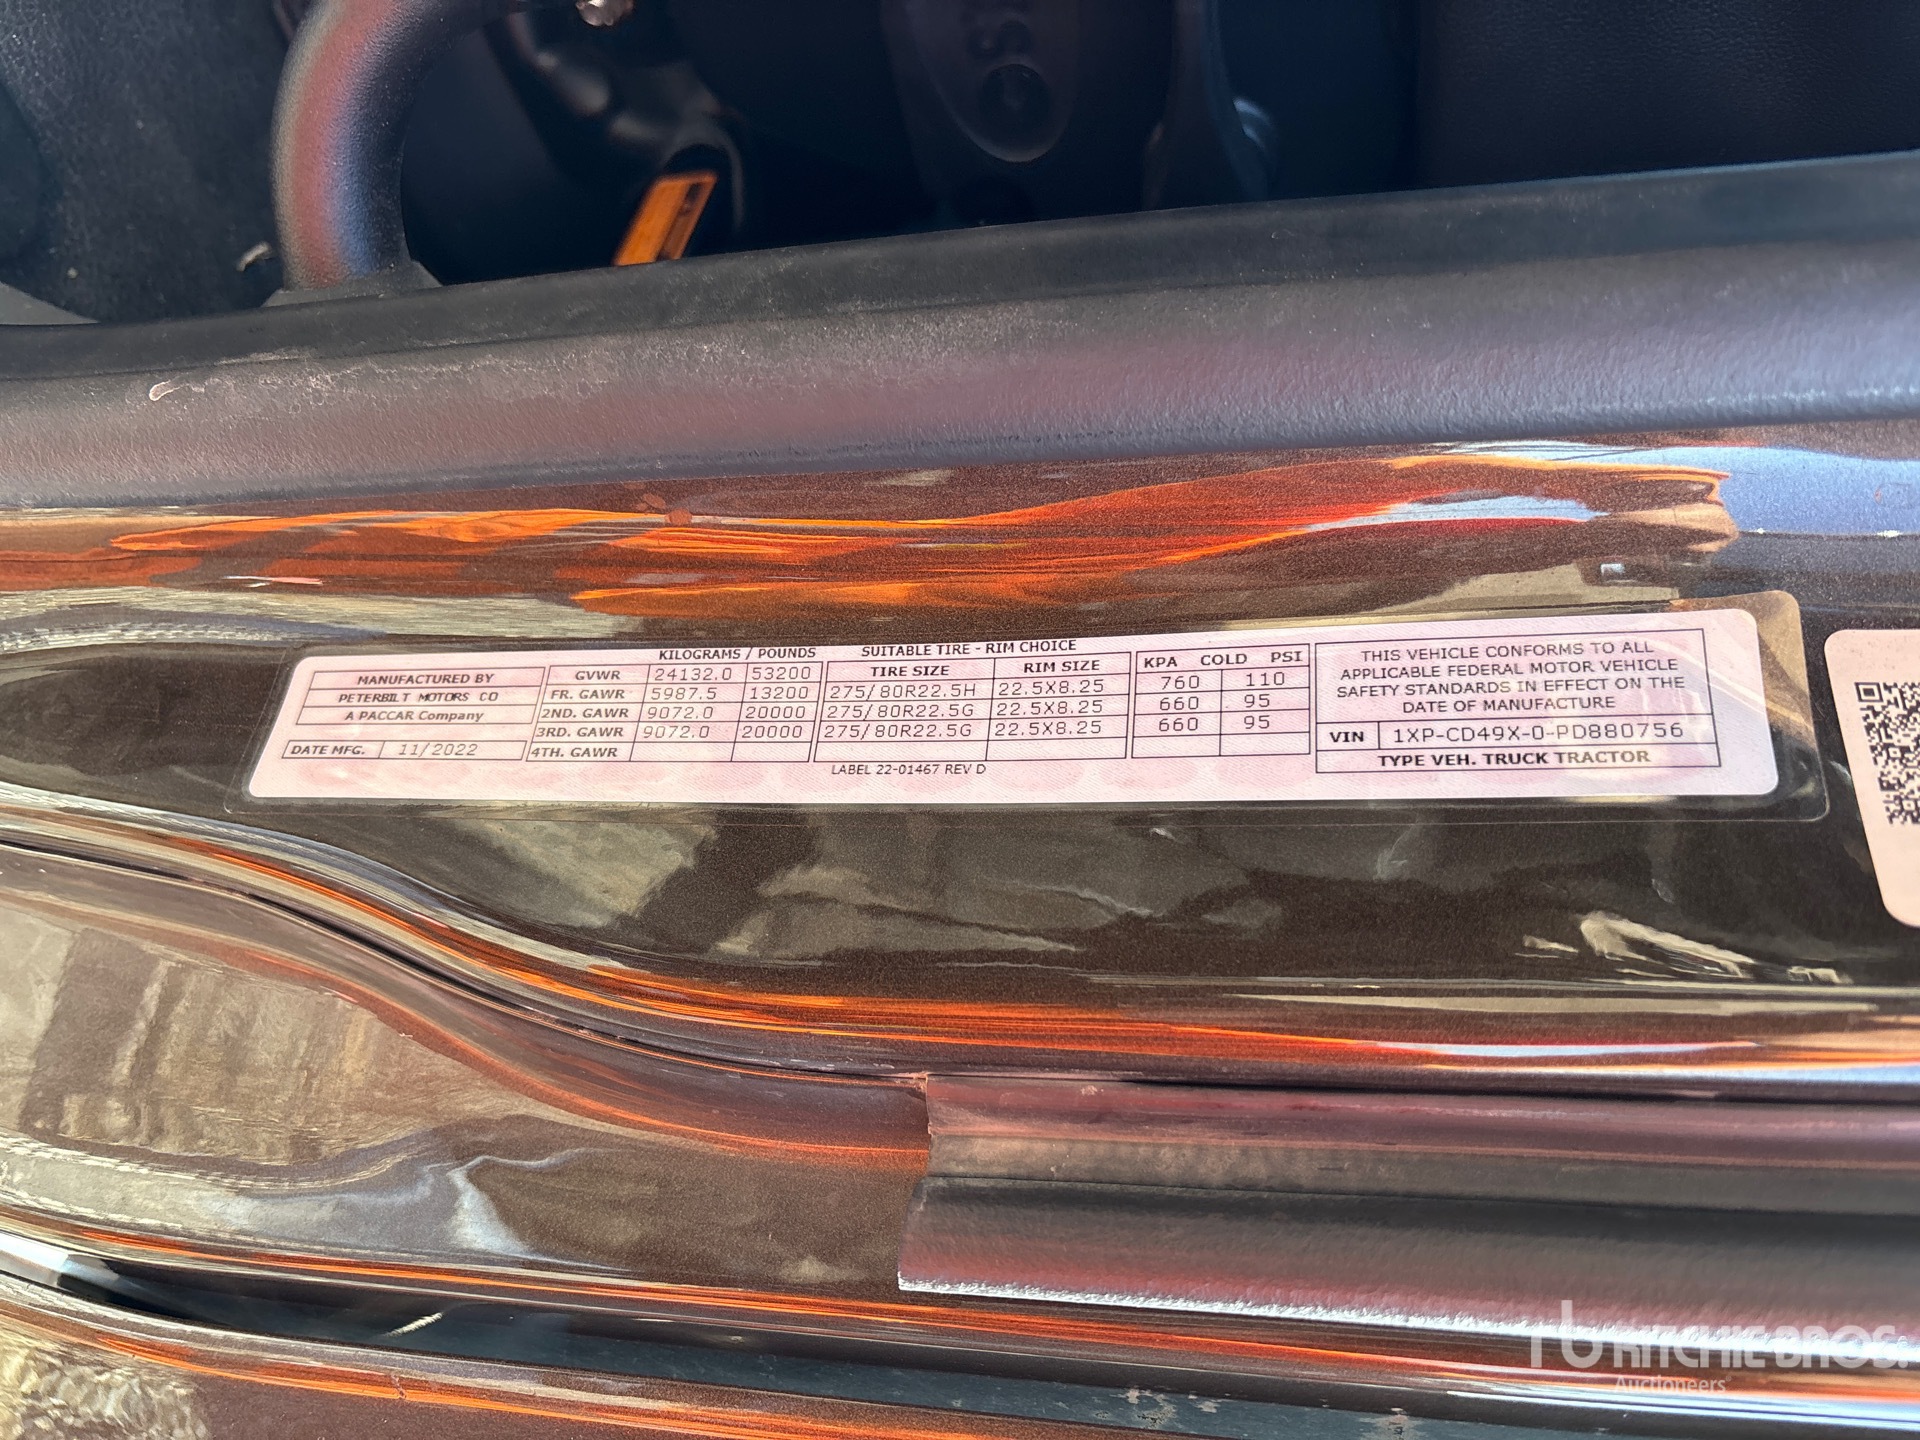 KILOGRAMS / POUNDS SUITABLE TIRE - RIM CHOICE
MANUFACTURED BY
PETERBILT MOTORS CO
A PACCAR Company
DATE MFG. 11/2022
GVWR 24132.0 53200
FR. GAWR 5987.5 13200
2ND. GAWR 9072.0 20000
3RD. GAWR 9072.0 20000
4TH. GAWR
TIRE SIZE RIM SIZE
275/80R22.5H 22.5X8.25
275/80R22.5G 22.5X8.25
275/80R22.5G 22.5X8.25
KPA COLD PSI
760 110
660 95
660 95
THIS VEHICLE CONFORMS TO ALL
APPLICABLE FEDERAL MOTOR VEHICLE
SAFETY STANDARDS IN EFFECT ON THE
DATE OF MANUFACTURE
VIN 1XP-CD49X-0-PD880756
TYPE VEH. TRUCK TRACTOR
LABEL 22-01467 REV D
RITCHIE BROS.
Auctioneers